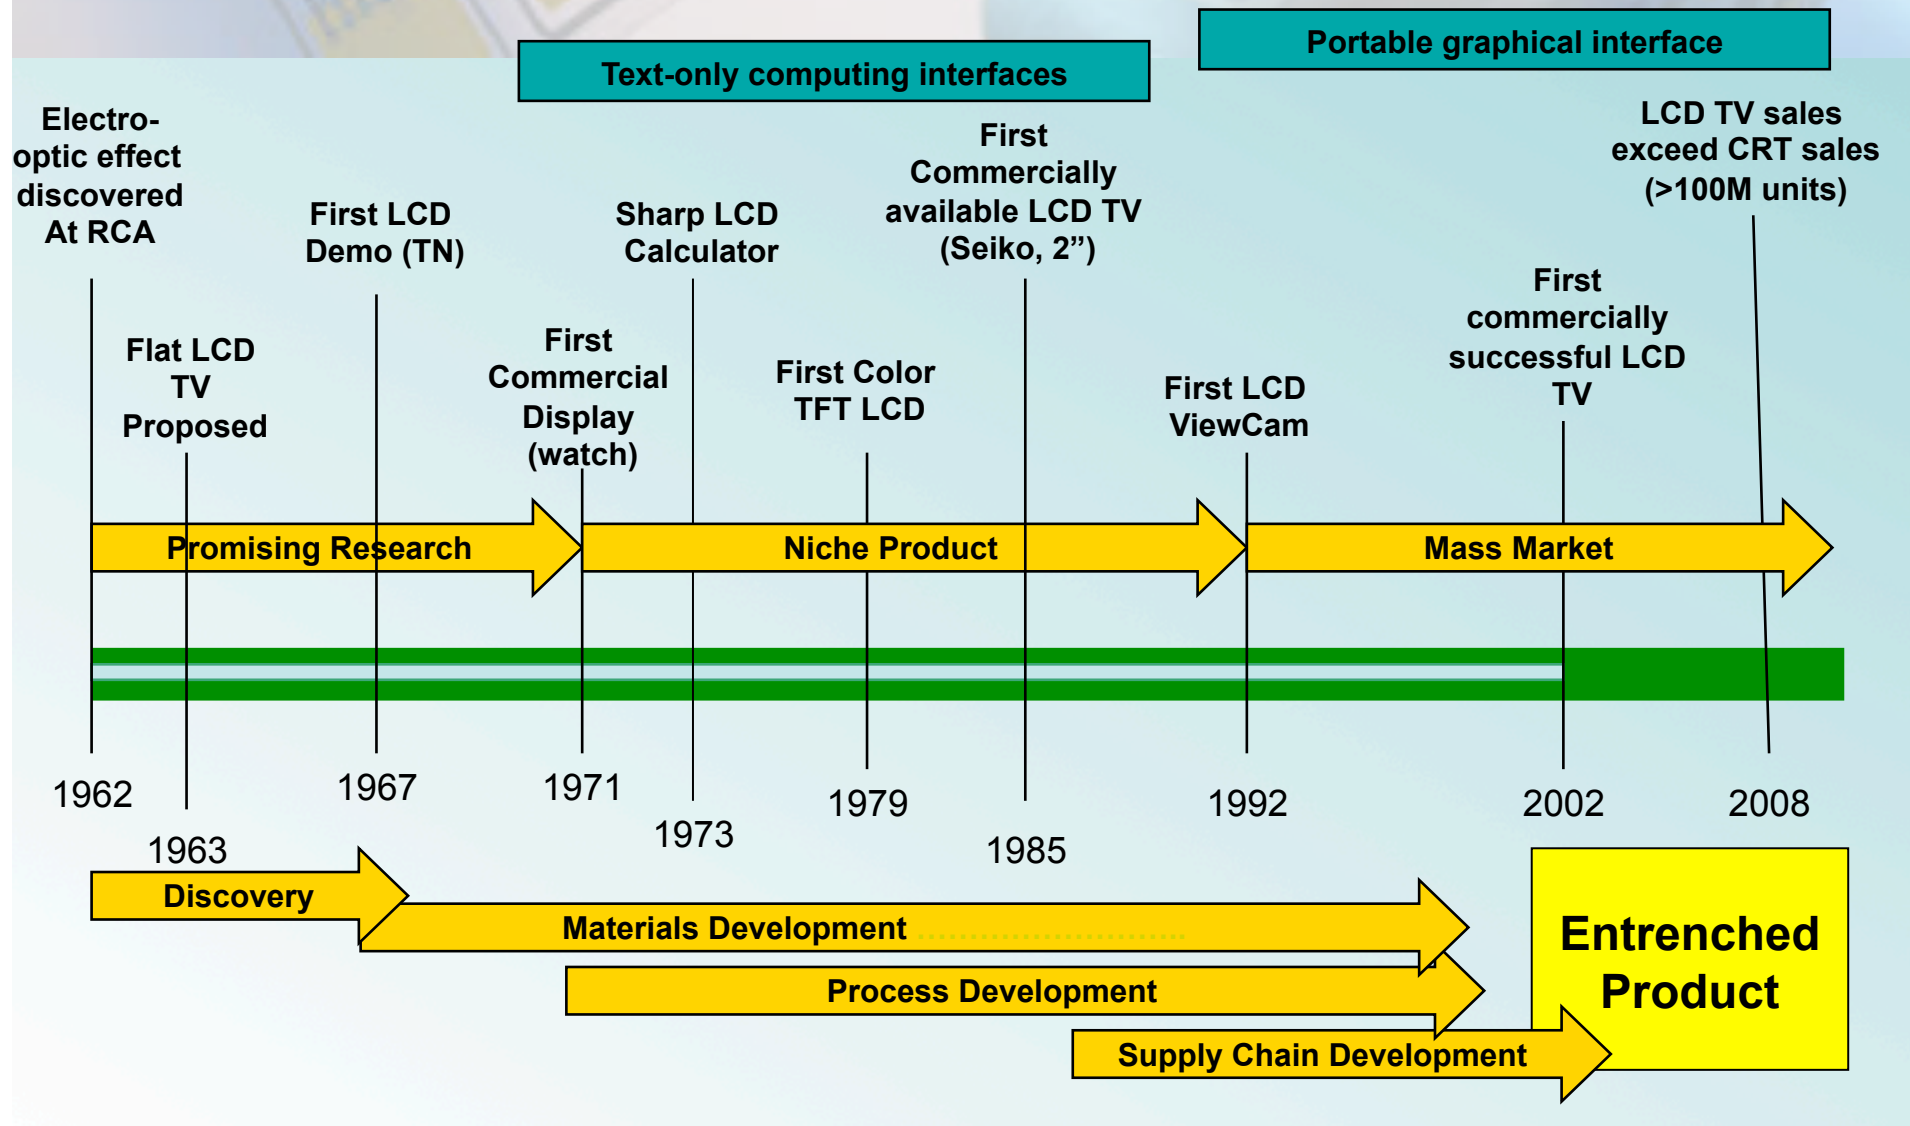 Portable graphical interface
Text-only computing interfaces
Electro-
optic effect
discovered
At RCA
Flat LCD
TV
Proposed
First LCD
Demo (TN)
First
Commercial
Display
(watch)
Sharp LCD
Calculator
First Color
TFT LCD
First
Commercially
available LCD TV
(Seiko, 2”)
First LCD
ViewCam
First
commercially
successful LCD
TV
LCD TV sales
exceed CRT sales
(>100M units)
Promising Research
Niche Product
Mass Market
1962
1963
1967
1971
1973
1979
1985
1992
2002
2008
Discovery
Materials Development ……………………..
Process Development
Supply Chain Development
Entrenched
Product